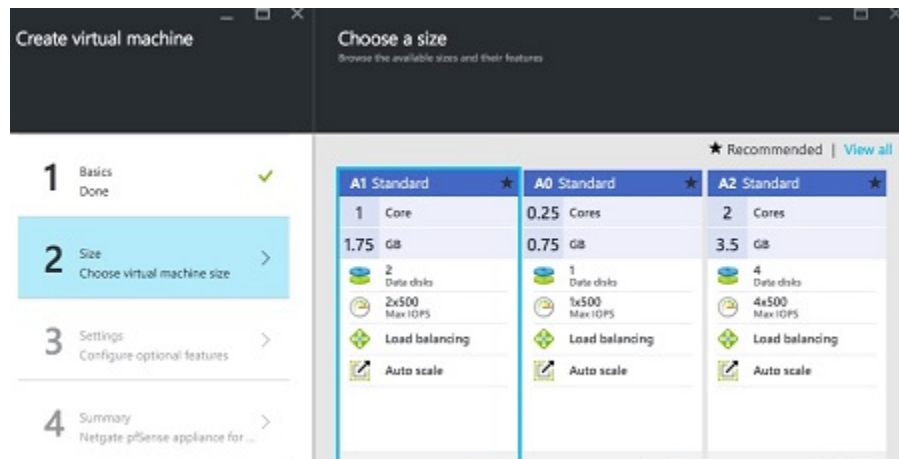 Create virtual machine
Choose a size
Browse the available sizes and their features
★ Recommended | View all
1
Basics
Done
2
Size
Choose virtual machine size
3
Settings
Configure optional features
4
Summary
Netgate pfSense appliance for ...
A1 Standard ★
1 Core
1.75 GB
2
Data disks
2x500
Max IOPS
Load balancing
Auto scale
A0 Standard ★
0.25 Cores
0.75 GB
1
Data disks
1x500
Max IOPS
Load balancing
Auto scale
A2 Standard ★
2 Cores
3.5 GB
4
Data disks
4x500
Max IOPS
Load balancing
Auto scale